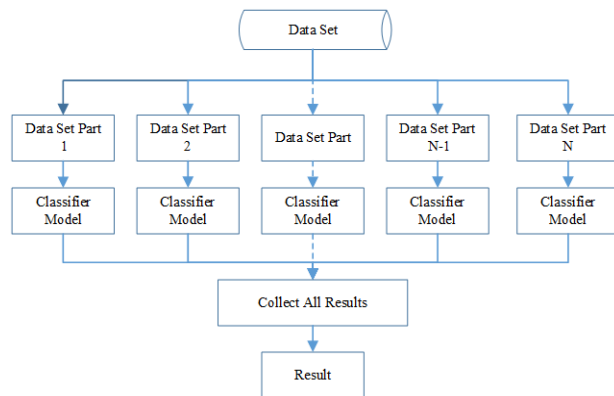 Data Set
Data Set Part
1
Data Set Part
2
Data Set Part
Data Set Part
N-1
Data Set Part
N
Classifier
Model
Classifier
Model
Classifier
Model
Classifier
Model
Classifier
Model
Collect All Results
Result